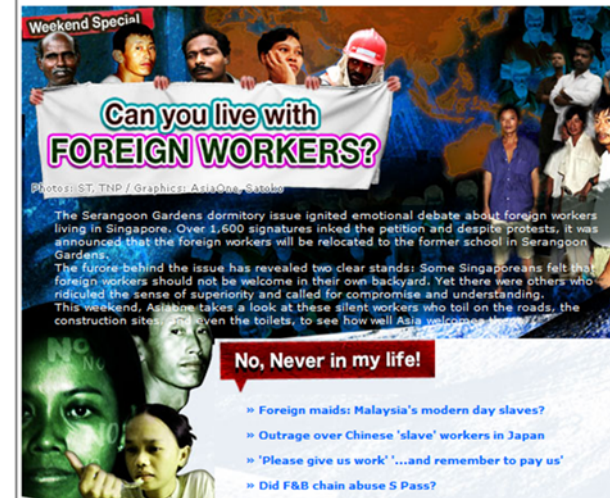 Weekend Special
Can you live with
FOREIGN WORKERS?
Photos: ST, TNP / Graphics: AsiaOne, Satoko
The Serangoon Gardens dormitory issue ignited emotional debate about foreign workers
living in Singapore. Over 1,600 signatures inked the petition and despite protests, it was
announced that the foreign workers will be relocated to the former school in Serangoon
Gardens.
The furore behind the issue has revealed two clear stands: Some Singaporeans felt that
foreign workers should not be welcome in their own backyard. Yet there were others who
ridiculed the sense of superiority and called for compromise and understanding.
This weekend, Asiaone takes a look at these silent workers who toil on the roads, the
construction sites, and even the toilets, to see how well Asia welcomes
No
No
NO
No, Never in my life!
» Foreign maids: Malaysia's modern day slaves?
» Outrage over Chinese 'slave' workers in Japan
» 'Please give us work' '...and remember to pay us'
» Did F&B chain abuse S Pass?